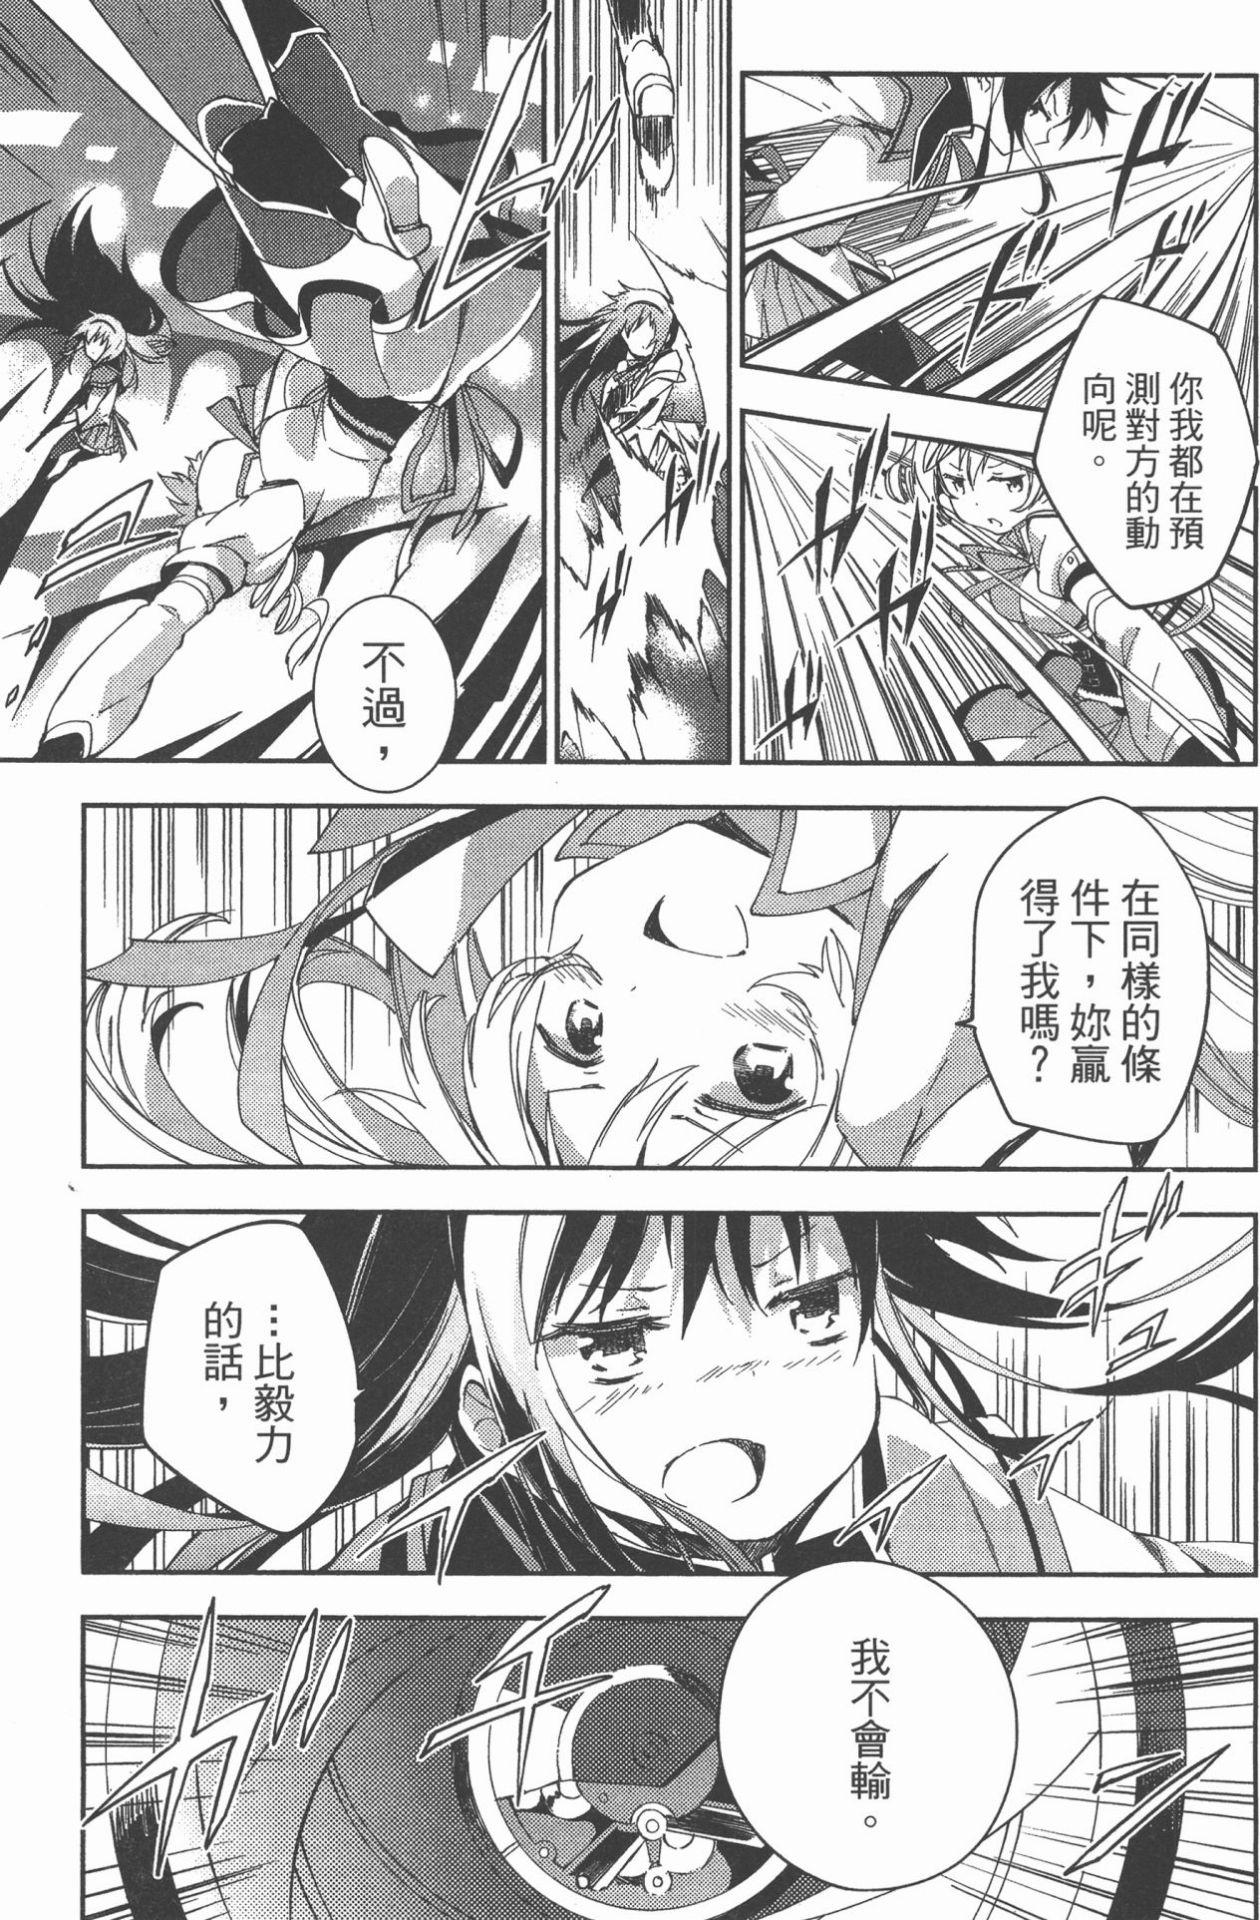 你我都在預
測對方的動
向呢。
不過，
在同樣的條
件下，妳贏
得了我嗎？
…比毅力
的話，
我不會輸。